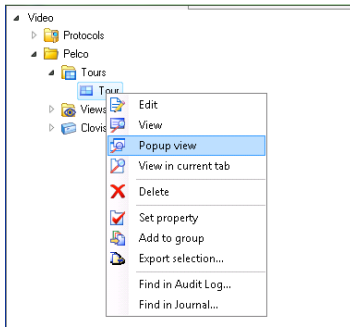 Video
Protocols
Pelco
Tours
Tour
Edit
Views
View
Clovis
Popup view
View in current tab
Delete
Set property
Add to group
Export selection...
Find in Audit Log...
Find in Journal...